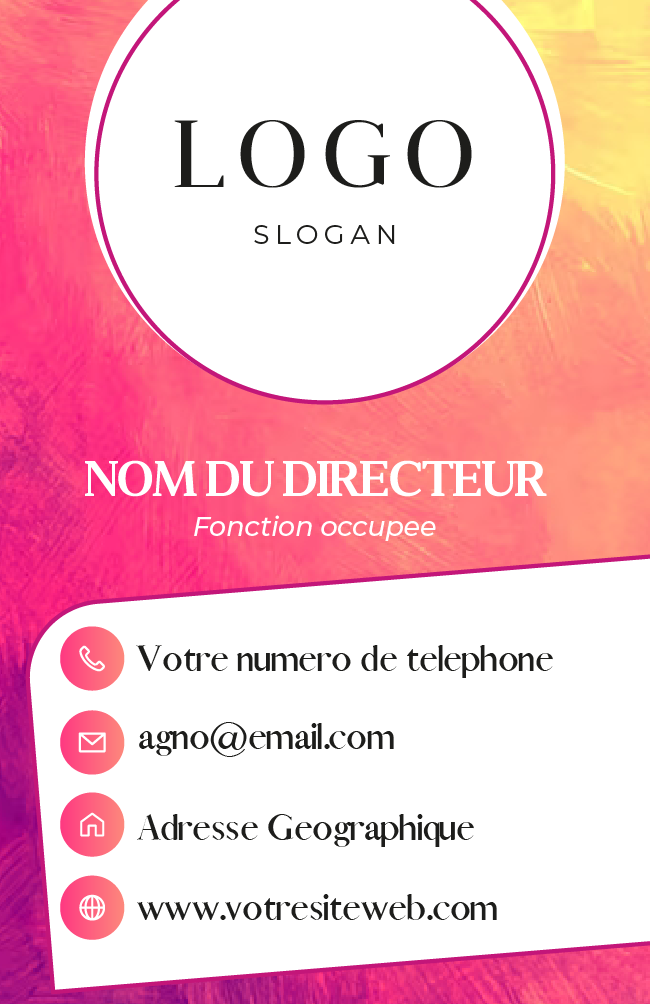 LOGO
SLOGAN
NOM DU DIRECTEUR
Fonction occupee
Votre numero de telephone
agno@email.com
Adresse Geographique
www.votresiteweb.com